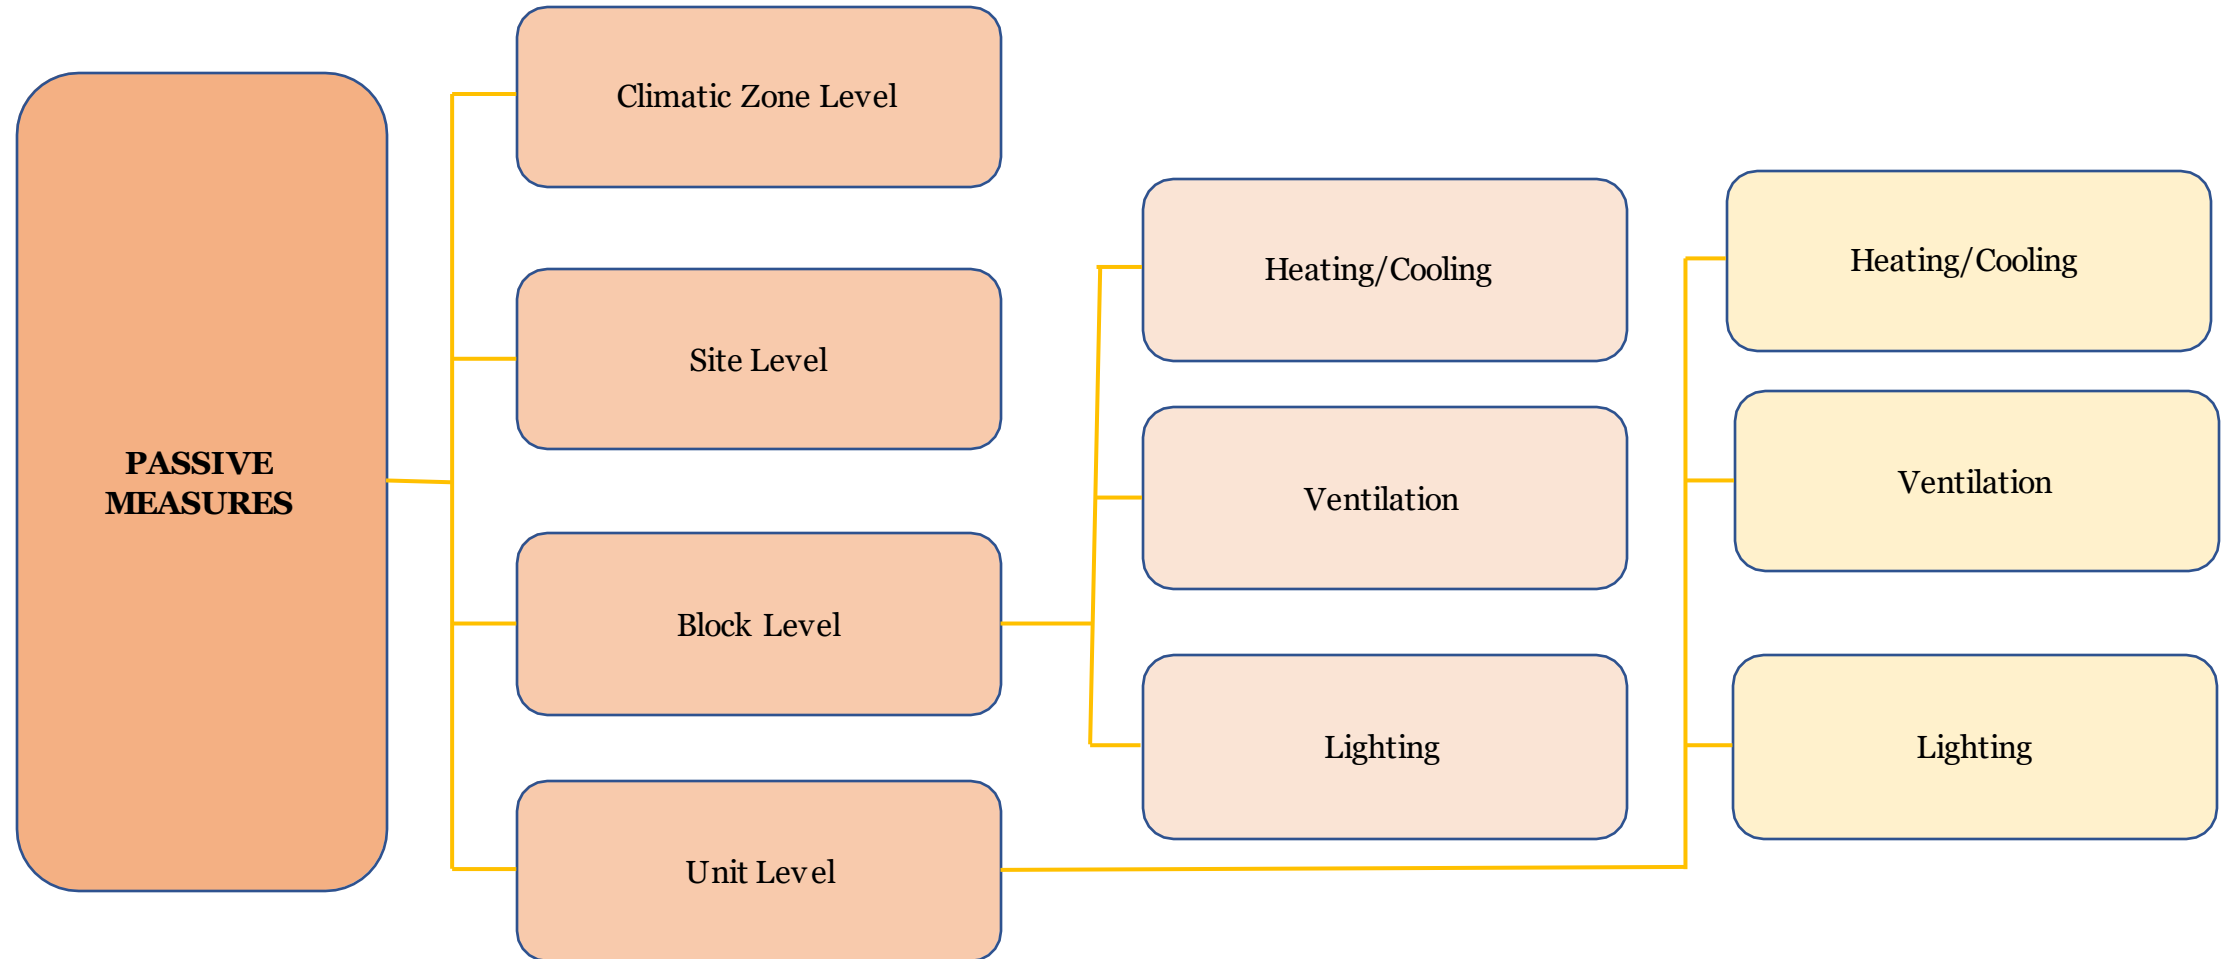 PASSIVE
MEASURES
Climatic Zone Level
Site Level
Block Level
Unit Level
Heating/Cooling
Ventilation
Lighting
Heating/Cooling
Ventilation
Lighting